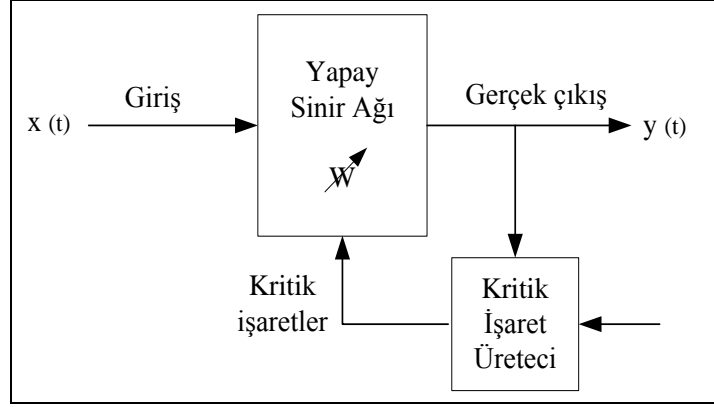 Yapay
Sinir Ağı
W
Giriş
x (t)
Gerçek çıkış
y (t)
Kritik
işaretler
Kritik
İşaret
Üreteci